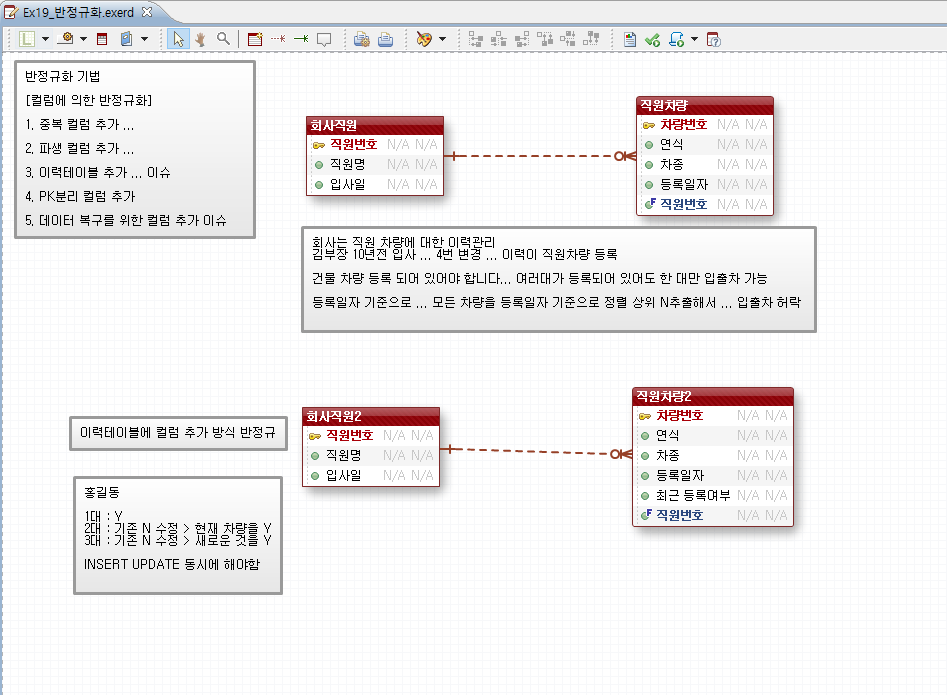 Ex19_반정규화.exerd
반정규화 기법
[컬럼에 의한 반정규화]
1, 중복 컬럼 추가 ...
2. 파생 컬럼 추가 ...
3. 이력테이블 추가 ... 이슈
4. PK분리 컬럼 추가
5. 데이터 복구를 위한 컬럼 추가 이슈
회사직원
직원번호 N/A N/A
직원명 N/A N/A
입사일 N/A N/A
직원차량
차량번호 N/A N/A
연식 N/A N/A
차종 N/A N/A
등록일자 N/A N/A
직원번호 N/A N/A
회사는 직원 차량에 대한 이력관리
김부장 10년전 입사 ... 4번 변경 ... 이력이 직원차량 등록
건물 차량 등록 되어 있어야 합니다... 여러대가 등록되어 있어도 한 대만 입출차 가능
등록일자 기준으로 ... 모든 차량을 등록일자 기준으로 정렬 상위 N추출해서 ... 입출차 허락
이력테이블에 컬럼 추가 방식 반정규
회사직원2
직원번호 N/A N/A
직원명 N/A N/A
입사일 N/A N/A
직원차량2
차량번호 N/A N/A
연식 N/A N/A
차종 N/A N/A
등록일자 N/A N/A
최근 등록여부 N/A N/A
직원번호 N/A N/A
홍길동
1대 : Y
2대 : 기존 N 수정 > 현재 차량을 Y
3대 : 기존 N 수정 > 새로운 것을 Y
INSERT UPDATE 동시에 해야함